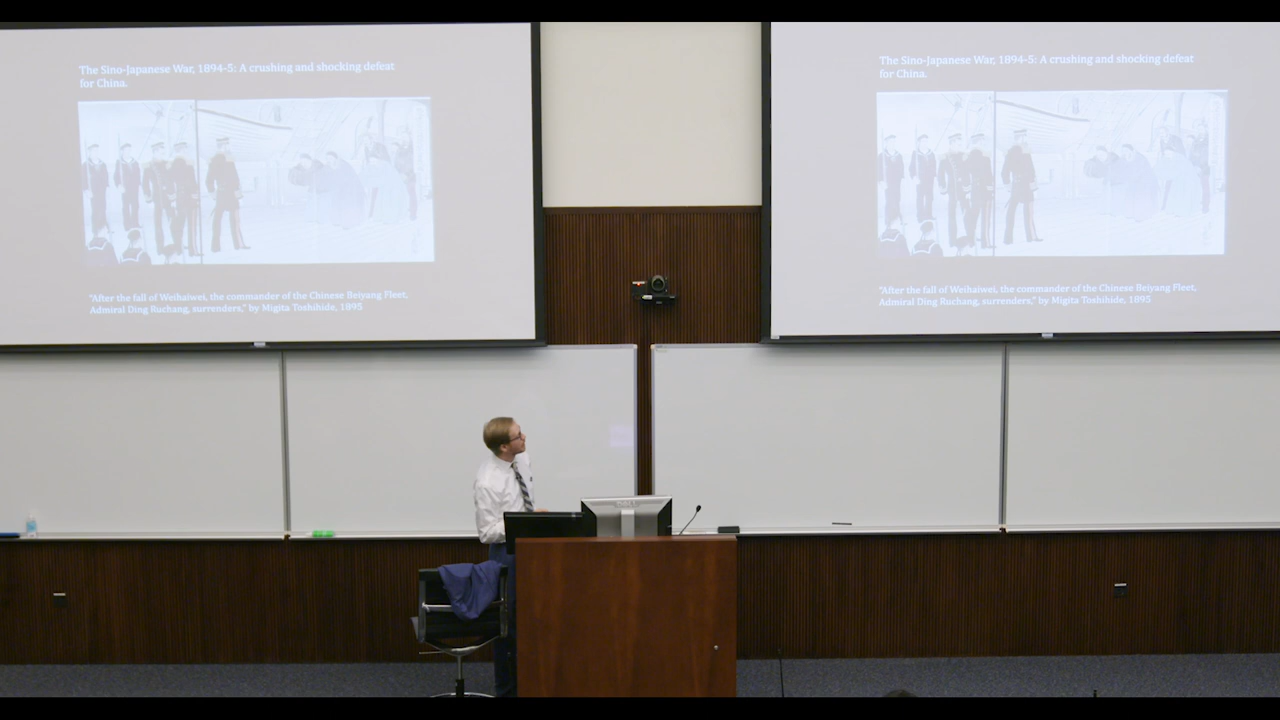 The Sino-Japanese War, 1894-5: A crushing and shocking defeat
for China.
"After the fall of Weihaiwei, the commander of the Chinese Beiyang Fleet,
Admiral Ding Ruchang, surrenders," by Migita Toshihide, 1895
The Sino-Japanese War, 1894-5: A crushing and shocking defeat
for China.
"After the fall of Weihaiwei, the commander of the Chinese Beiyang Fleet,
Admiral Ding Ruchang, surrenders," by Migita Toshihide, 1895